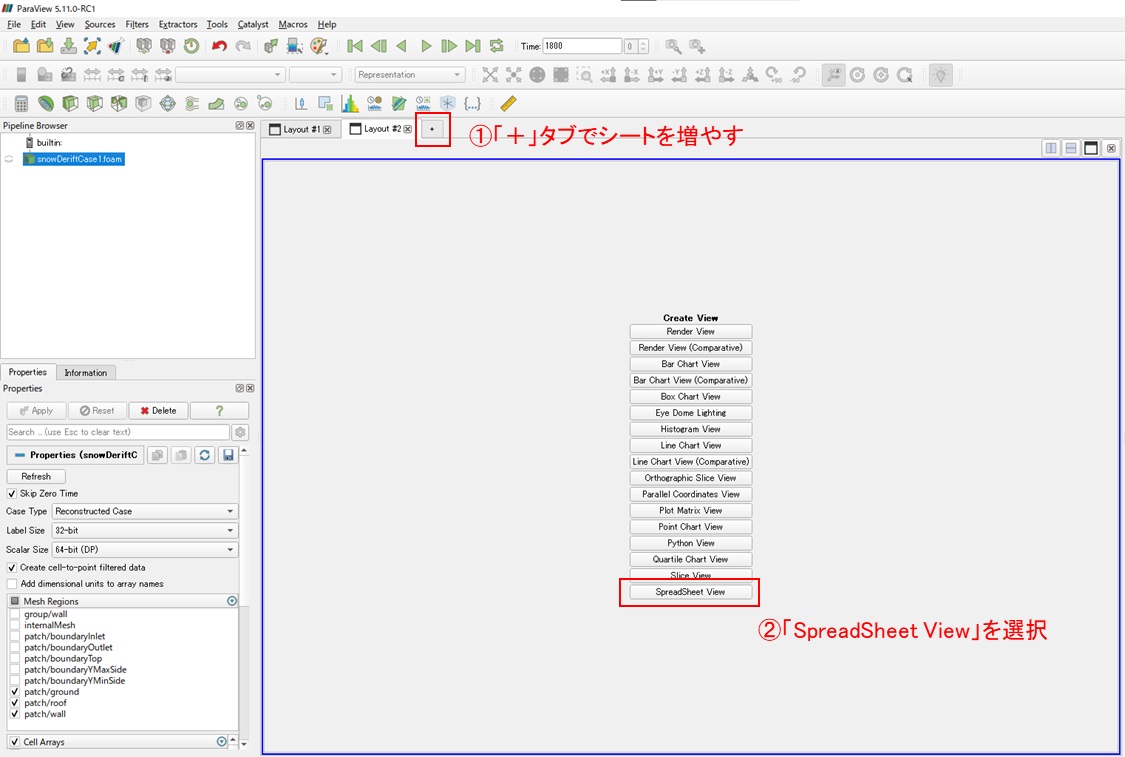 ParaView 5.11.0-RC1
File Edit View Sources Filters Extractors Tools Catalyst Macros Help
Time: 1800 0
Representation
Pipeline Browser
Layout #1 Layout #2 +
①「＋」タブでシートを増やす
builtin:
snowDeriftCase1.foam
Create View
Render View
Render View (Comparative)
Bar Chart View
Bar Chart View (Comparative)
Box Chart View
Eye Dome Lighting
Histogram View
Line Chart View
Line Chart View (Comparative)
Orthographic Slice View
Parallel Coordinates View
Plot Matrix View
Point Chart View
Python View
Quartile Chart View
Slice View
SpreadSheet View
②「SpreadSheet View」を選択
Properties Information
Properties
Apply Reset Delete ?
Search ... (use Esc to clear text)
Properties (snowDeriftC
Refresh
Skip Zero Time
Case Type Reconstructed Case
Label Size 32-bit
Scalar Size 64-bit (DP)
Create cell-to-point filtered data
Add dimensional units to array names
Mesh Regions
group/wall
internalMesh
patch/boundaryInlet
patch/boundaryOutlet
patch/boundaryTop
patch/boundaryYMaxSide
patch/boundaryYMinSide
patch/ground
patch/roof
patch/wall
Cell Arrays